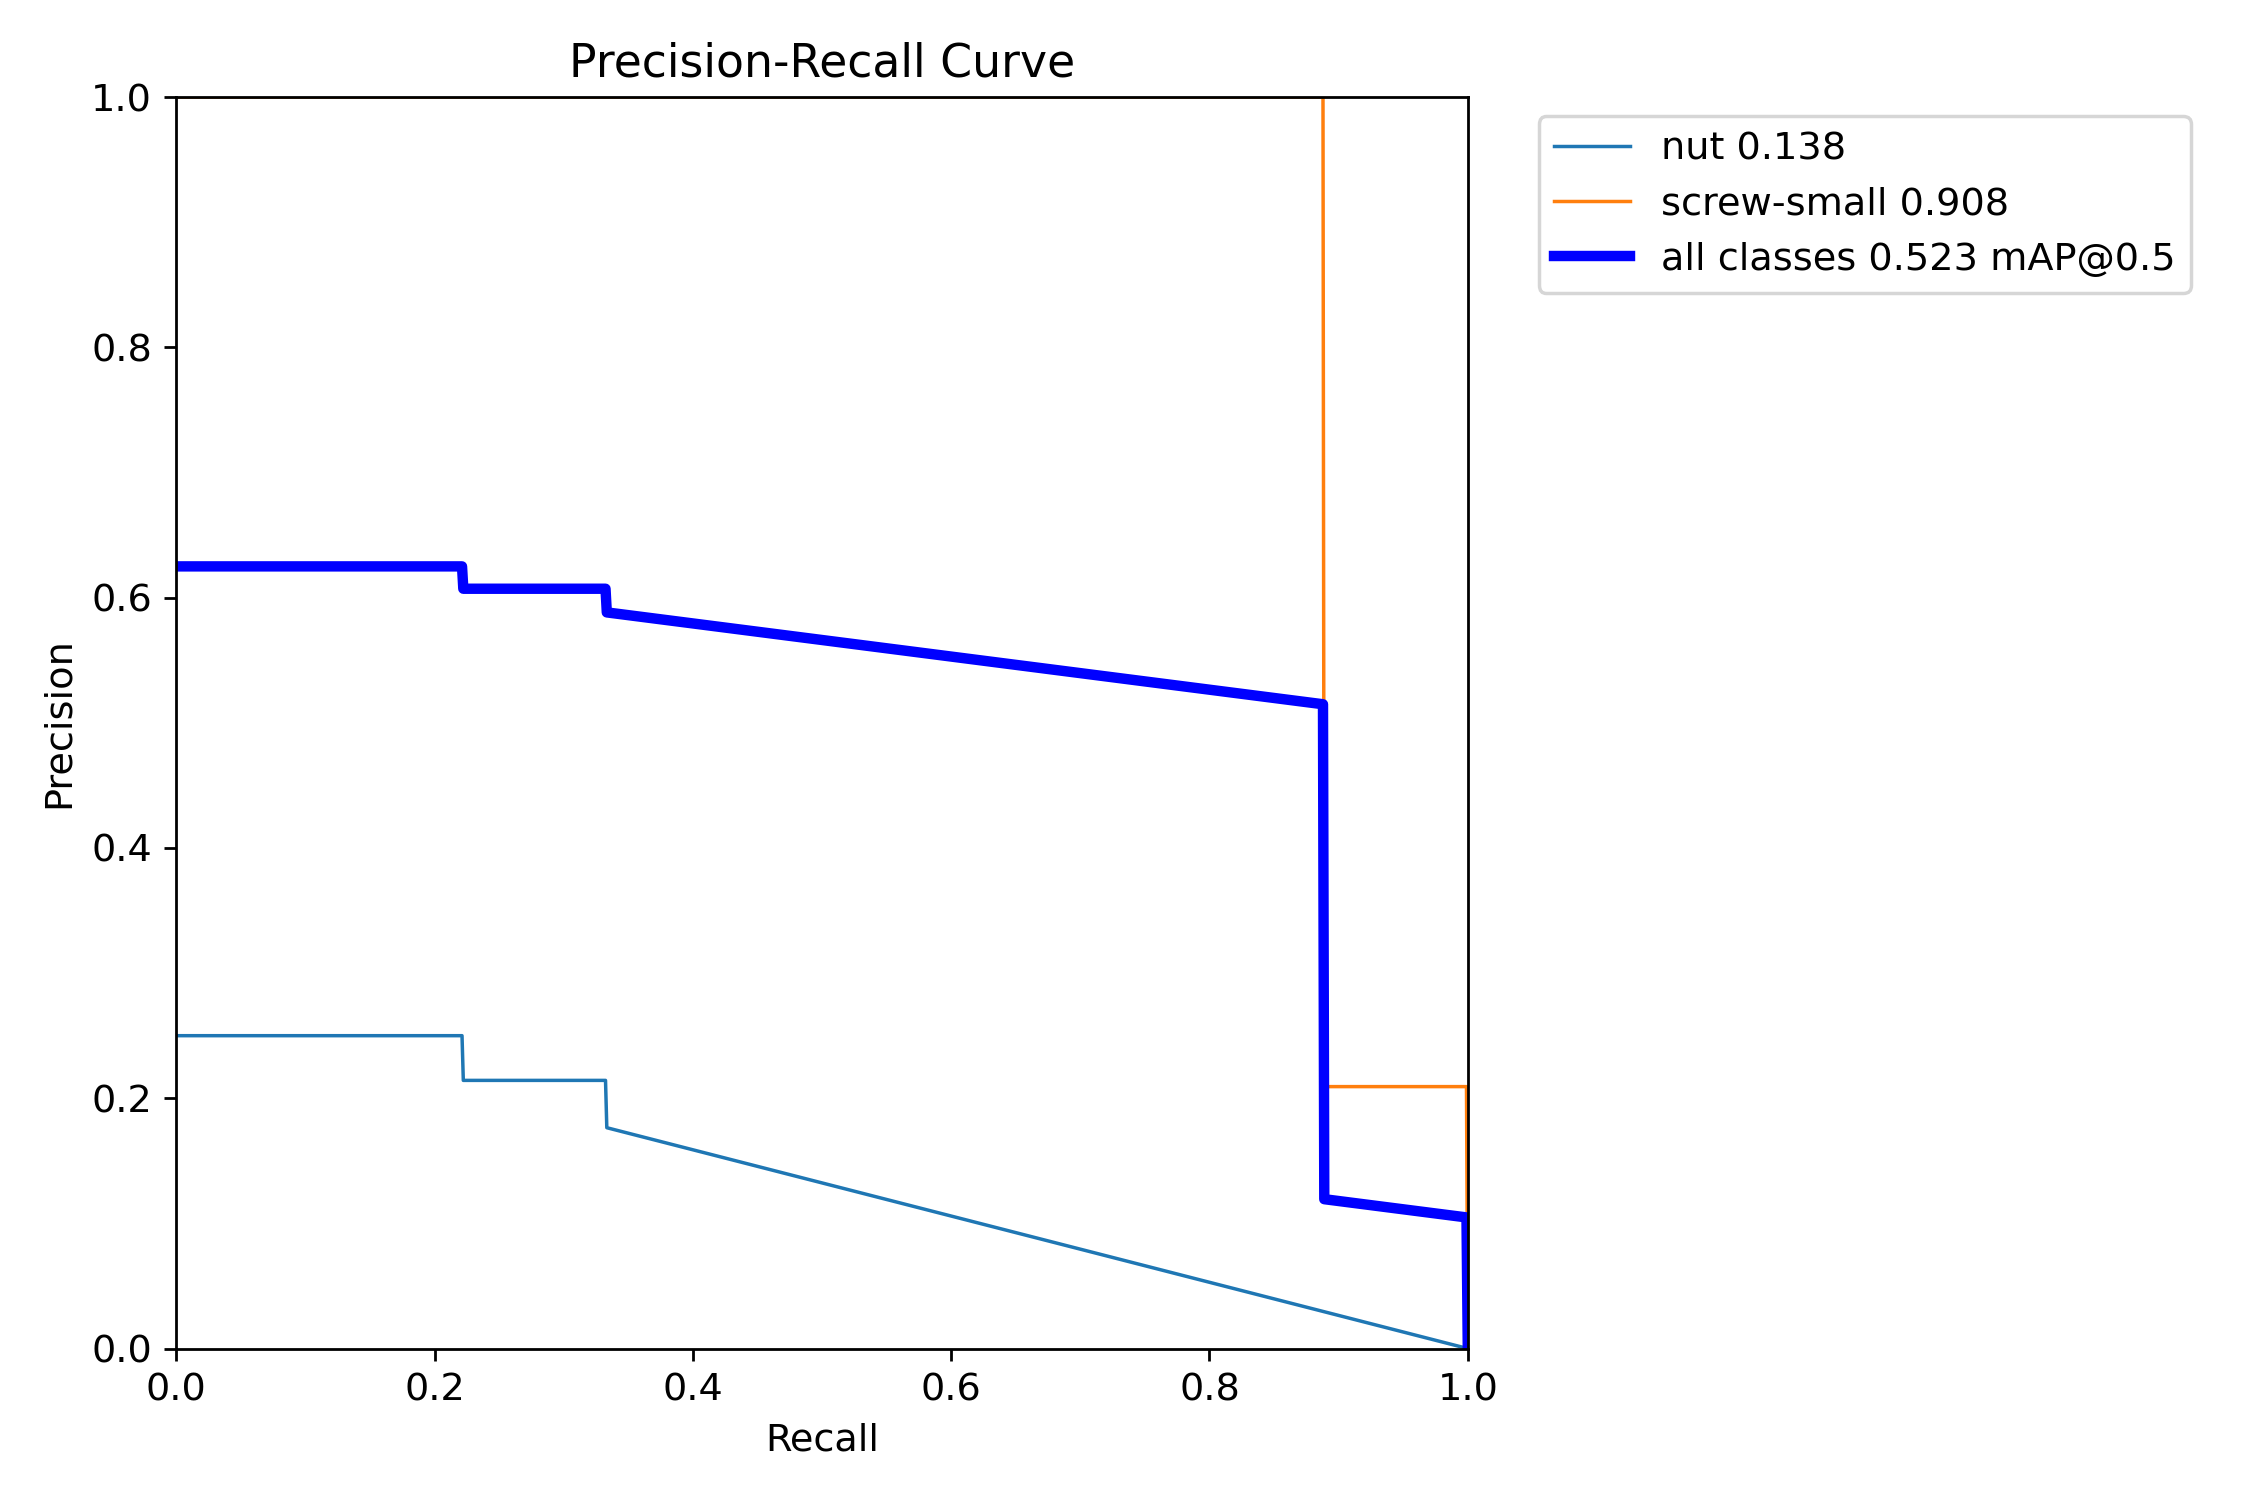 Precision-Recall Curve
nut 0.138
screw-small 0.908
all classes 0.523 mAP@0.5
Precision
1.0
0.8
0.6
0.4
0.2
0.0
0.0 0.2 0.4 0.6 0.8 1.0
Recall